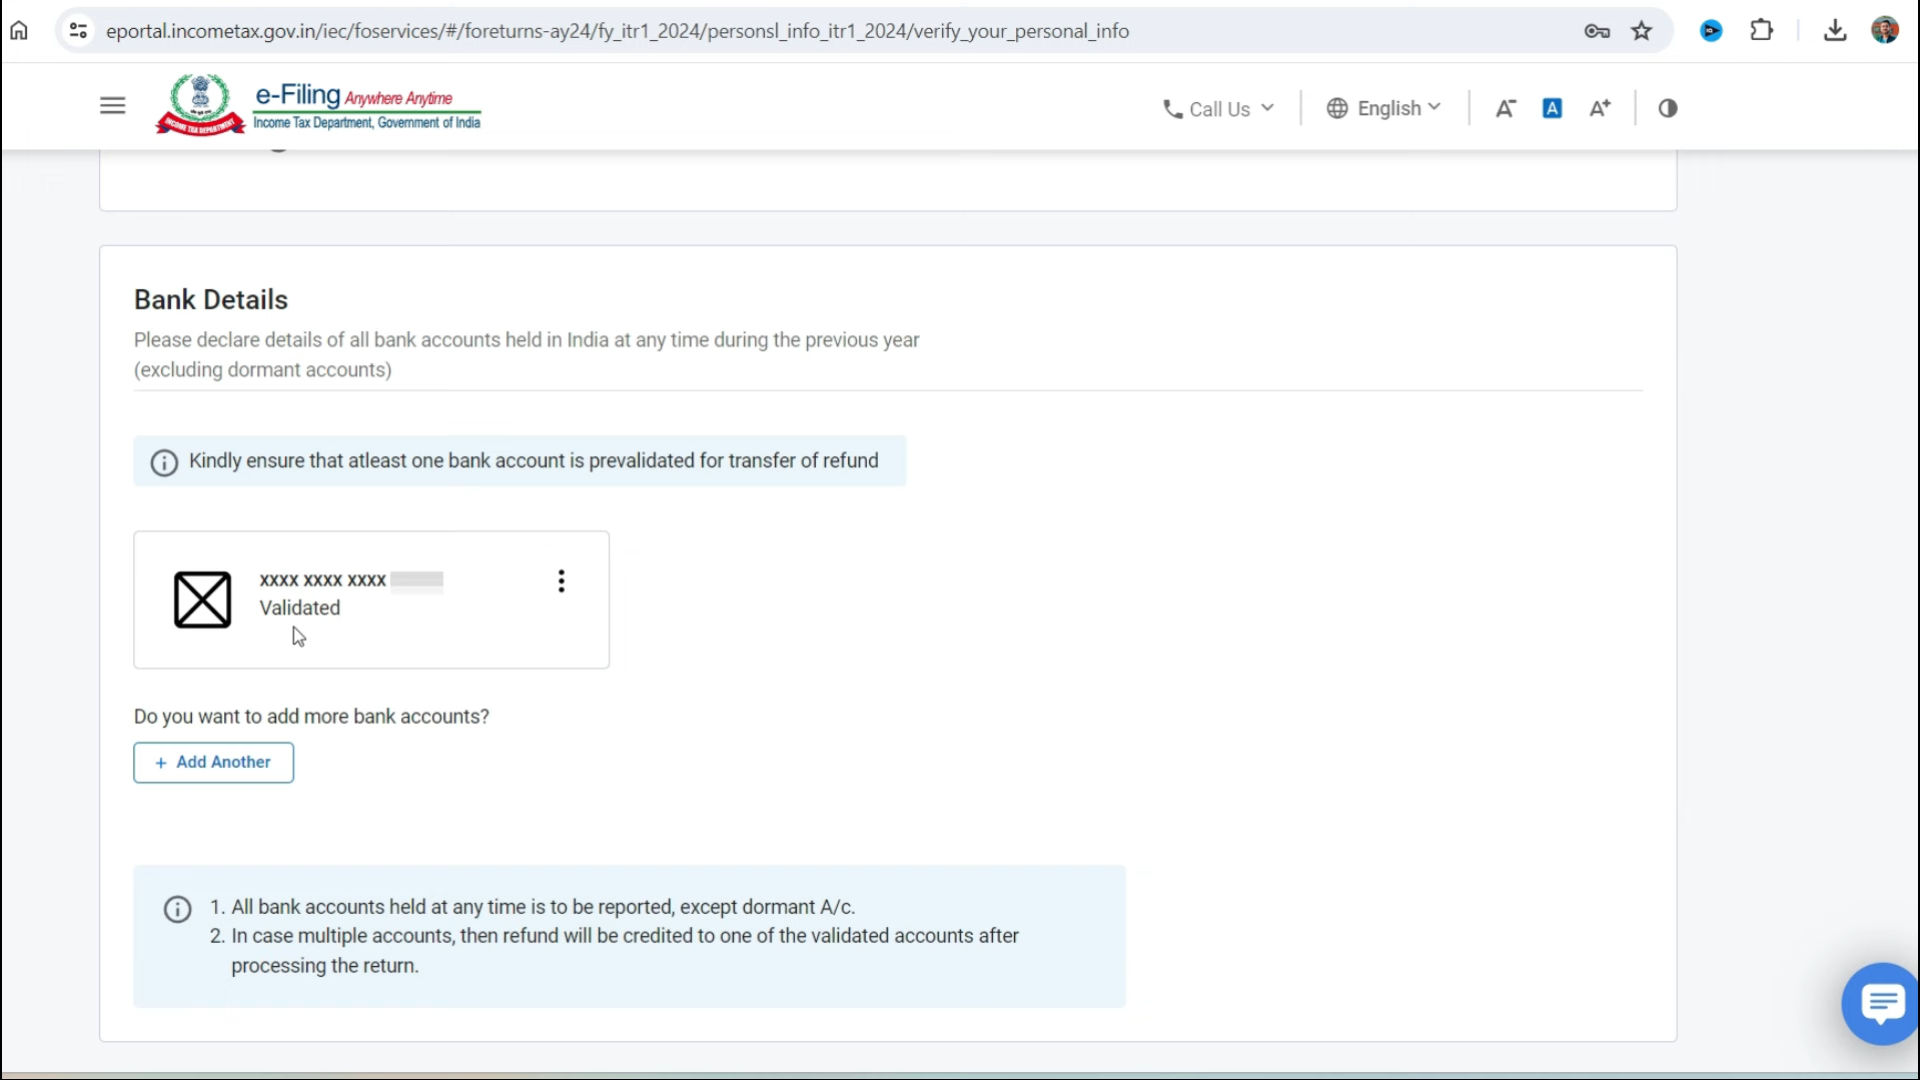 eportal.incometax.gov.in/iec/foservices/#/foreturns-ay24/fy_itr1_2024/personsl_info_itr1_2024/verify_your_personal_info
e-Filing Anywhere Anytime
Income Tax Department, Government of India
INCOME TAX DEPARTMENT
Call Us
English
A-
A
A+
Bank Details
Please declare details of all bank accounts held in India at any time during the previous year
(excluding dormant accounts)
Kindly ensure that atleast one bank account is prevalidated for transfer of refund
xxxx xxxx xxxx
Validated
Do you want to add more bank accounts?
+ Add Another
1. All bank accounts held at any time is to be reported, except dormant A/c.
2. In case multiple accounts, then refund will be credited to one of the validated accounts after
processing the return.